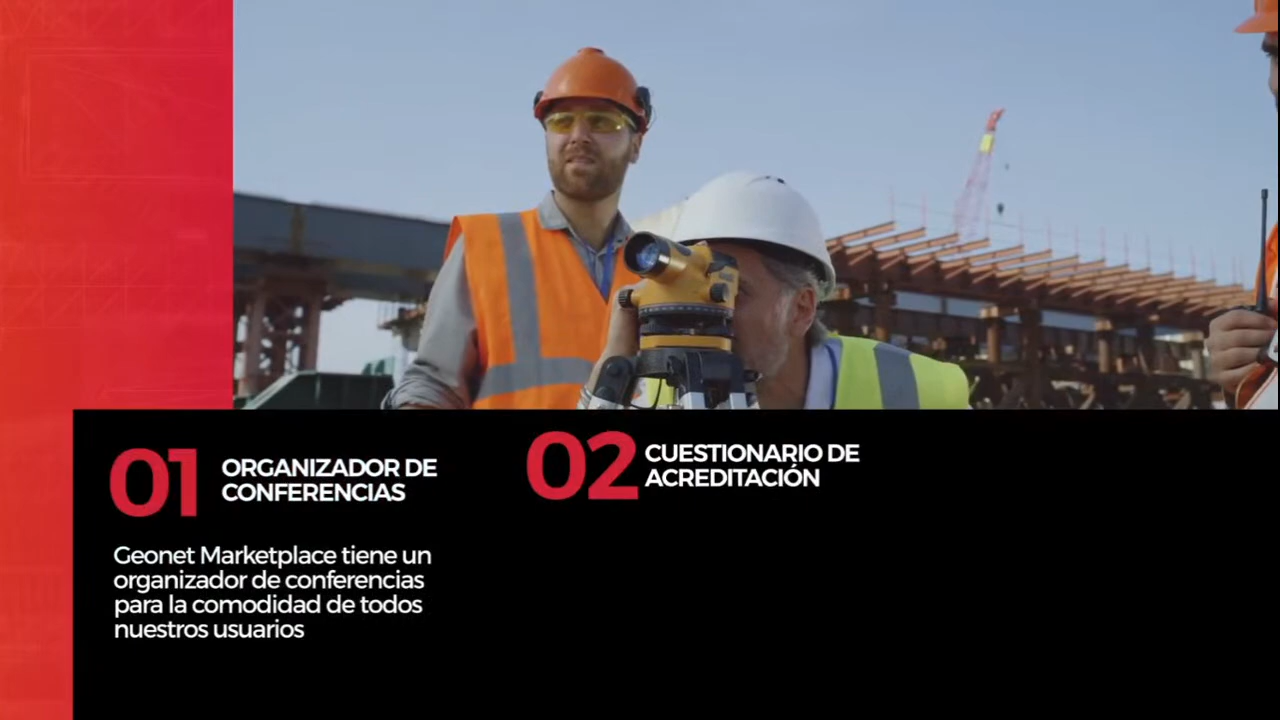 01
ORGANIZADOR DE
CONFERENCIAS
Geonet Marketplace tiene un
organizador de conferencias
para la comodidad de todos
nuestros usuarios
02
CUESTIONARIO DE
ACREDITACIÓN